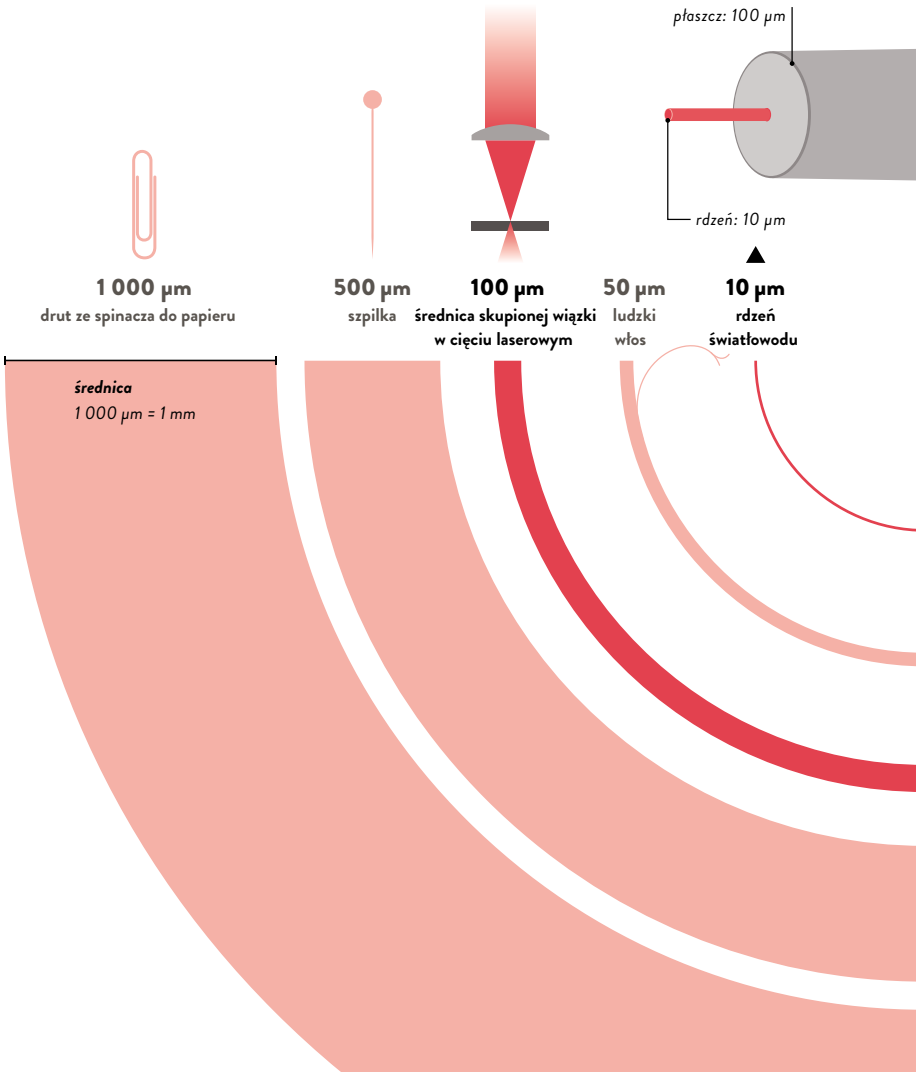 płaszcz: 100 µm
rdzeń: 10 µm
1 000 µm
drut ze spinacza do papieru
500 µm
szpilka
100 µm
średnica skupionej wiązki
w cięciu laserowym
50 µm
ludzki
włos
10 µm
rdzeń
światłowodu
średnica
1 000 µm = 1 mm